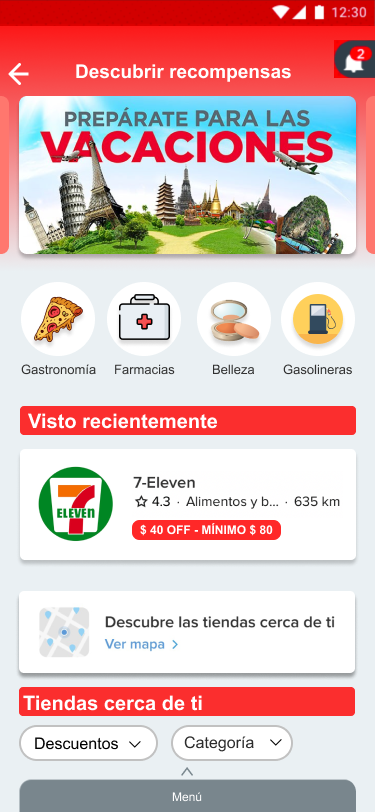 12:30
2
Descubrir recompensas
PREPÁRATE PARA LAS
VACACIONES
Gastronomía
Farmacias
Belleza
Gasolineras
Visto recientemente
7-Eleven
7
ELEVEN
4.3 · Alimentos y b... · 635 km
$ 40 OFF - MÍNIMO $ 80
Descubre las tiendas cerca de ti
Ver mapa >
Tiendas cerca de ti
Descuentos
Categoría
Menú